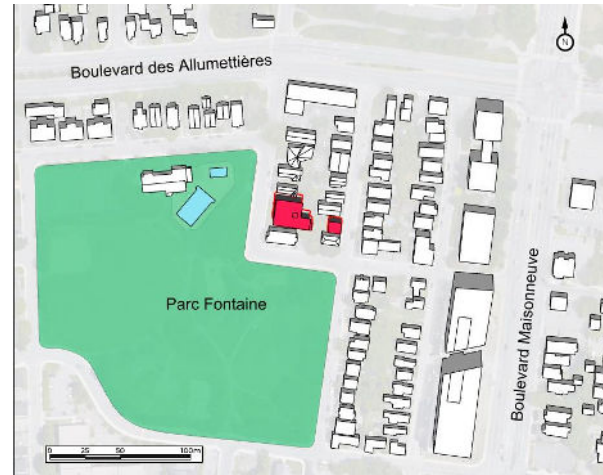 Boulevard des Allumettières
N
Parc Fontaine
Boulevard Maisonneuve
0 25 50 100m